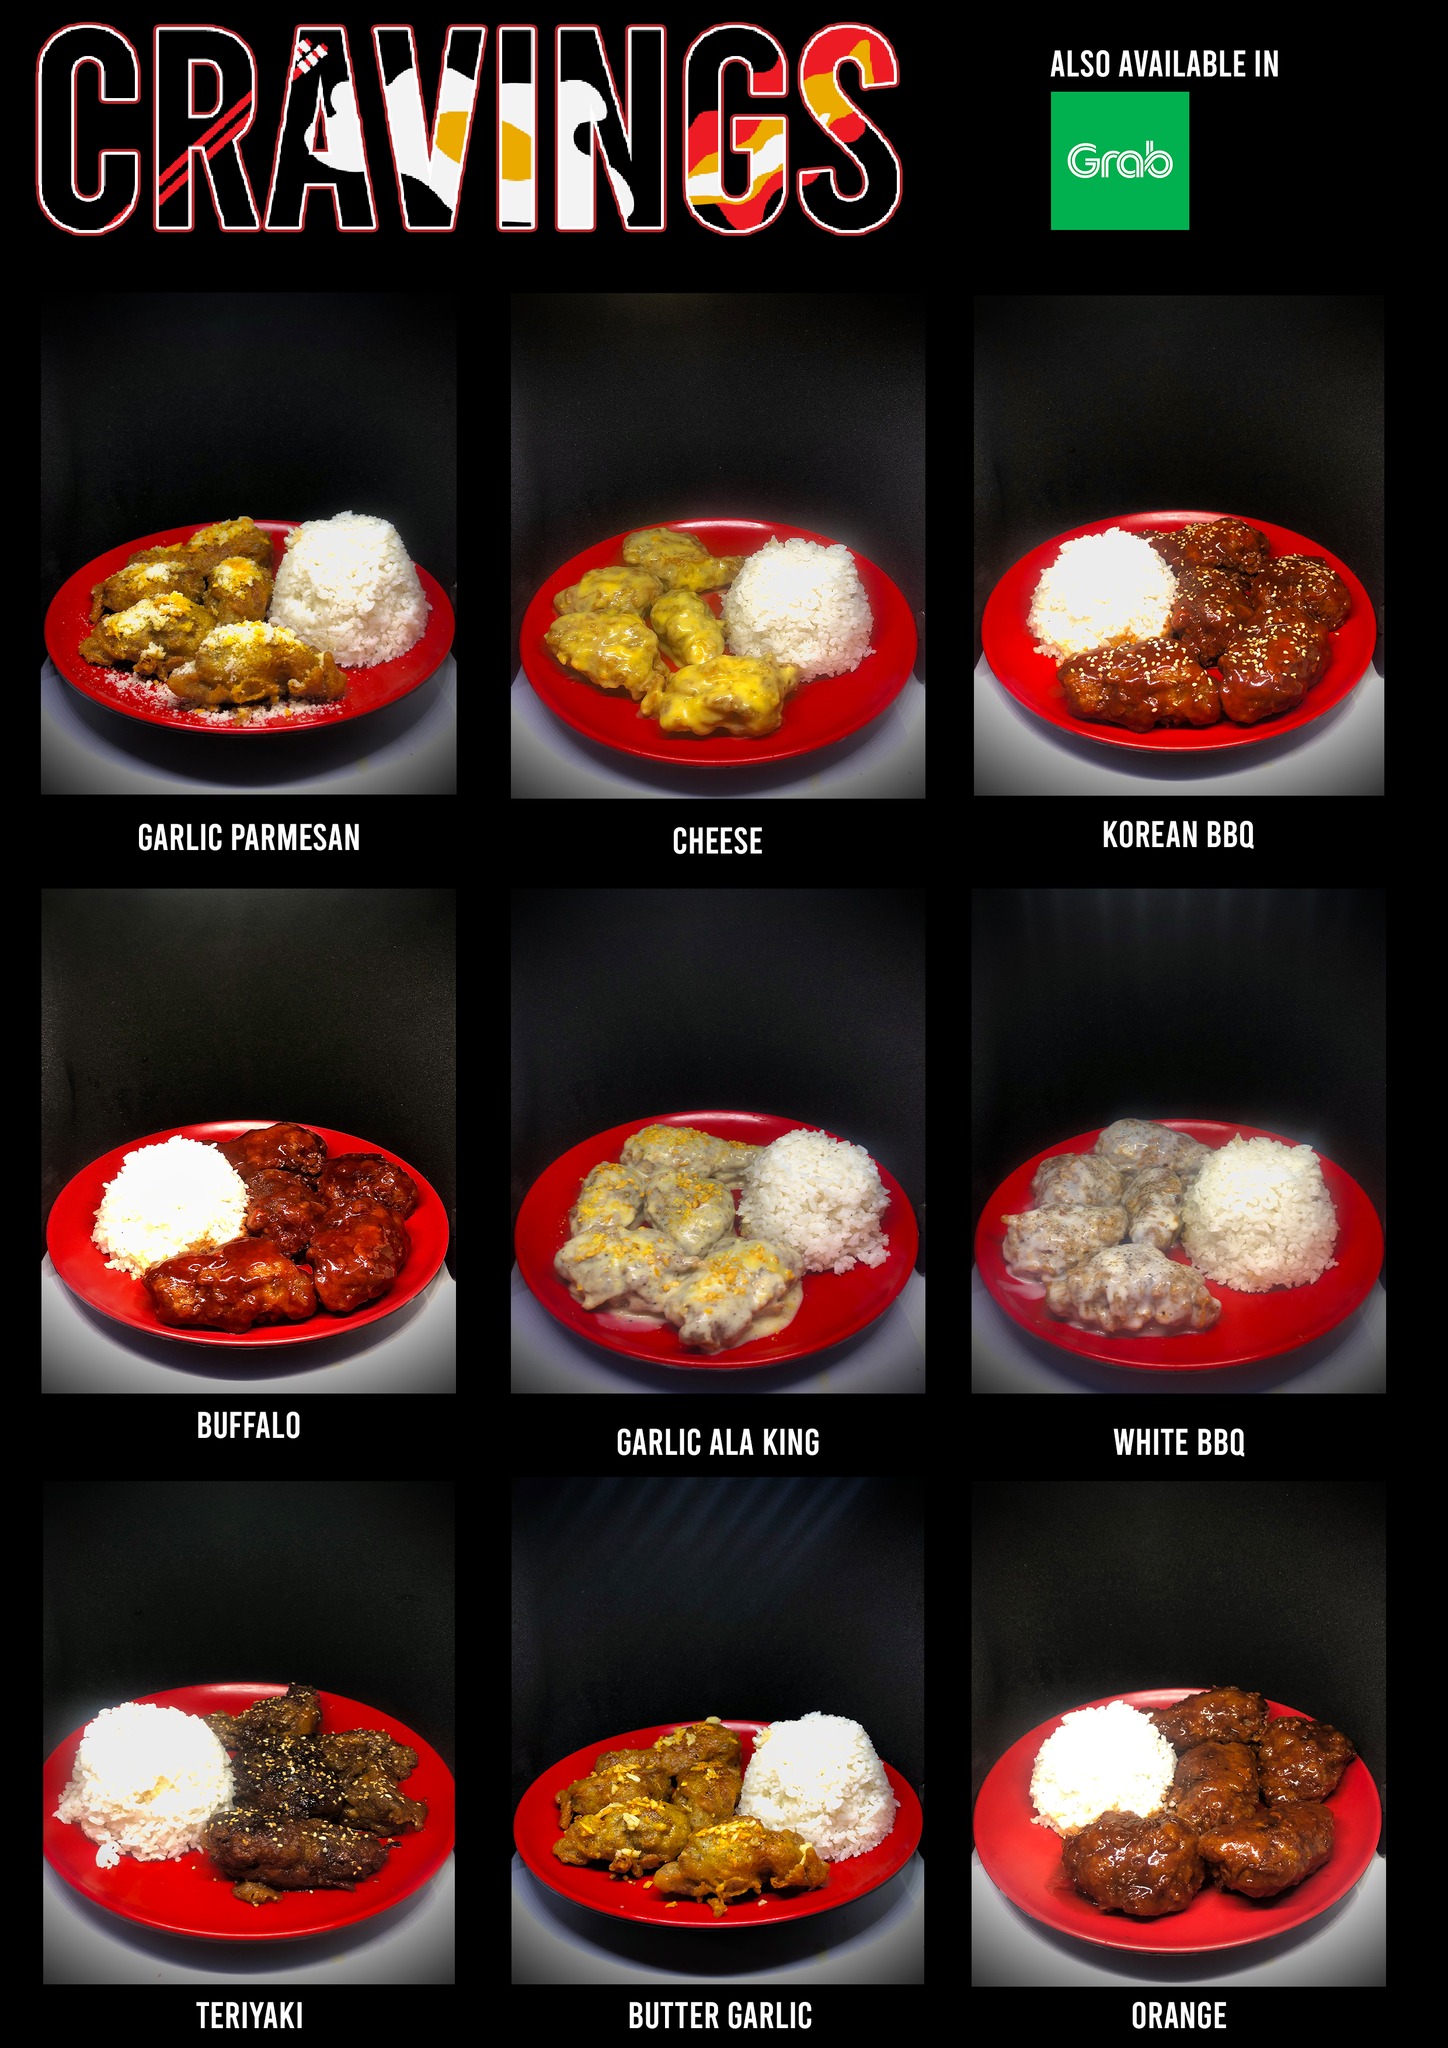 CRAVINGS
ALSO AVAILABLE IN
Grab
GARLIC PARMESAN
CHEESE
KOREAN BBQ
BUFFALO
GARLIC ALA KING
WHITE BBQ
TERIYAKI
BUTTER GARLIC
ORANGE